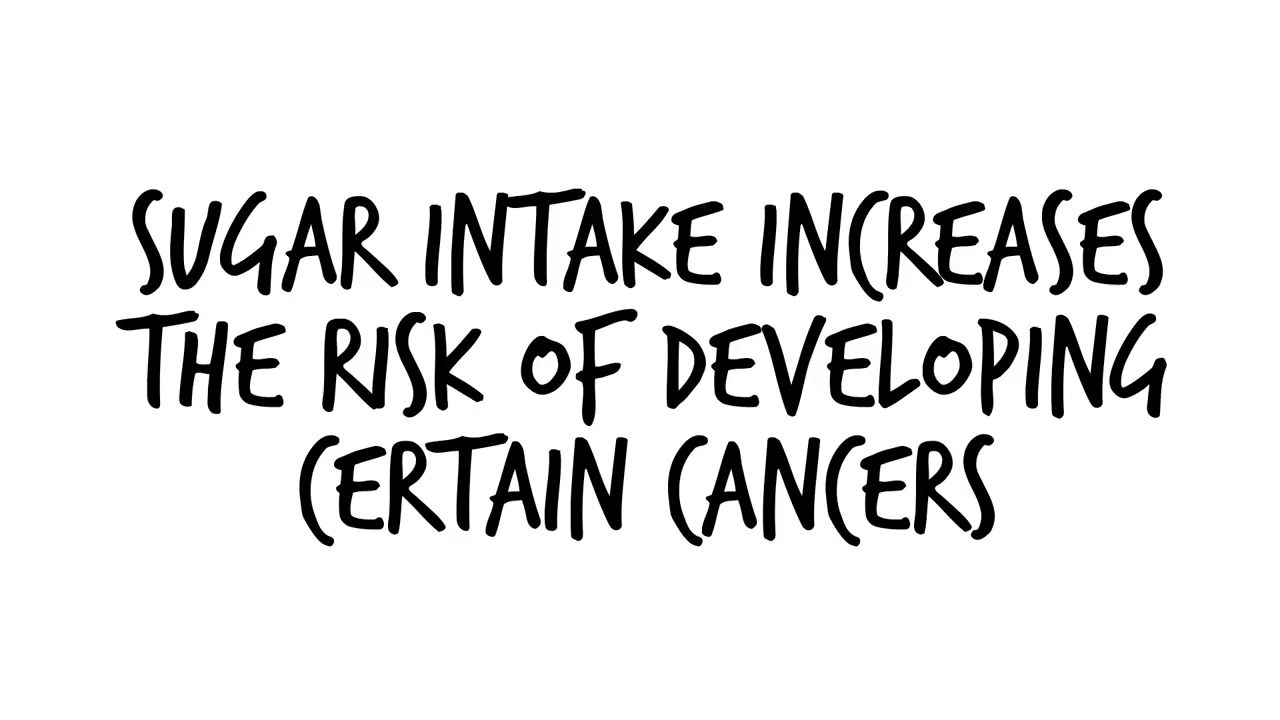 SUGAR INTAKE INCREASES
THE RISK OF DEVELOPING
CERTAIN CANCERS